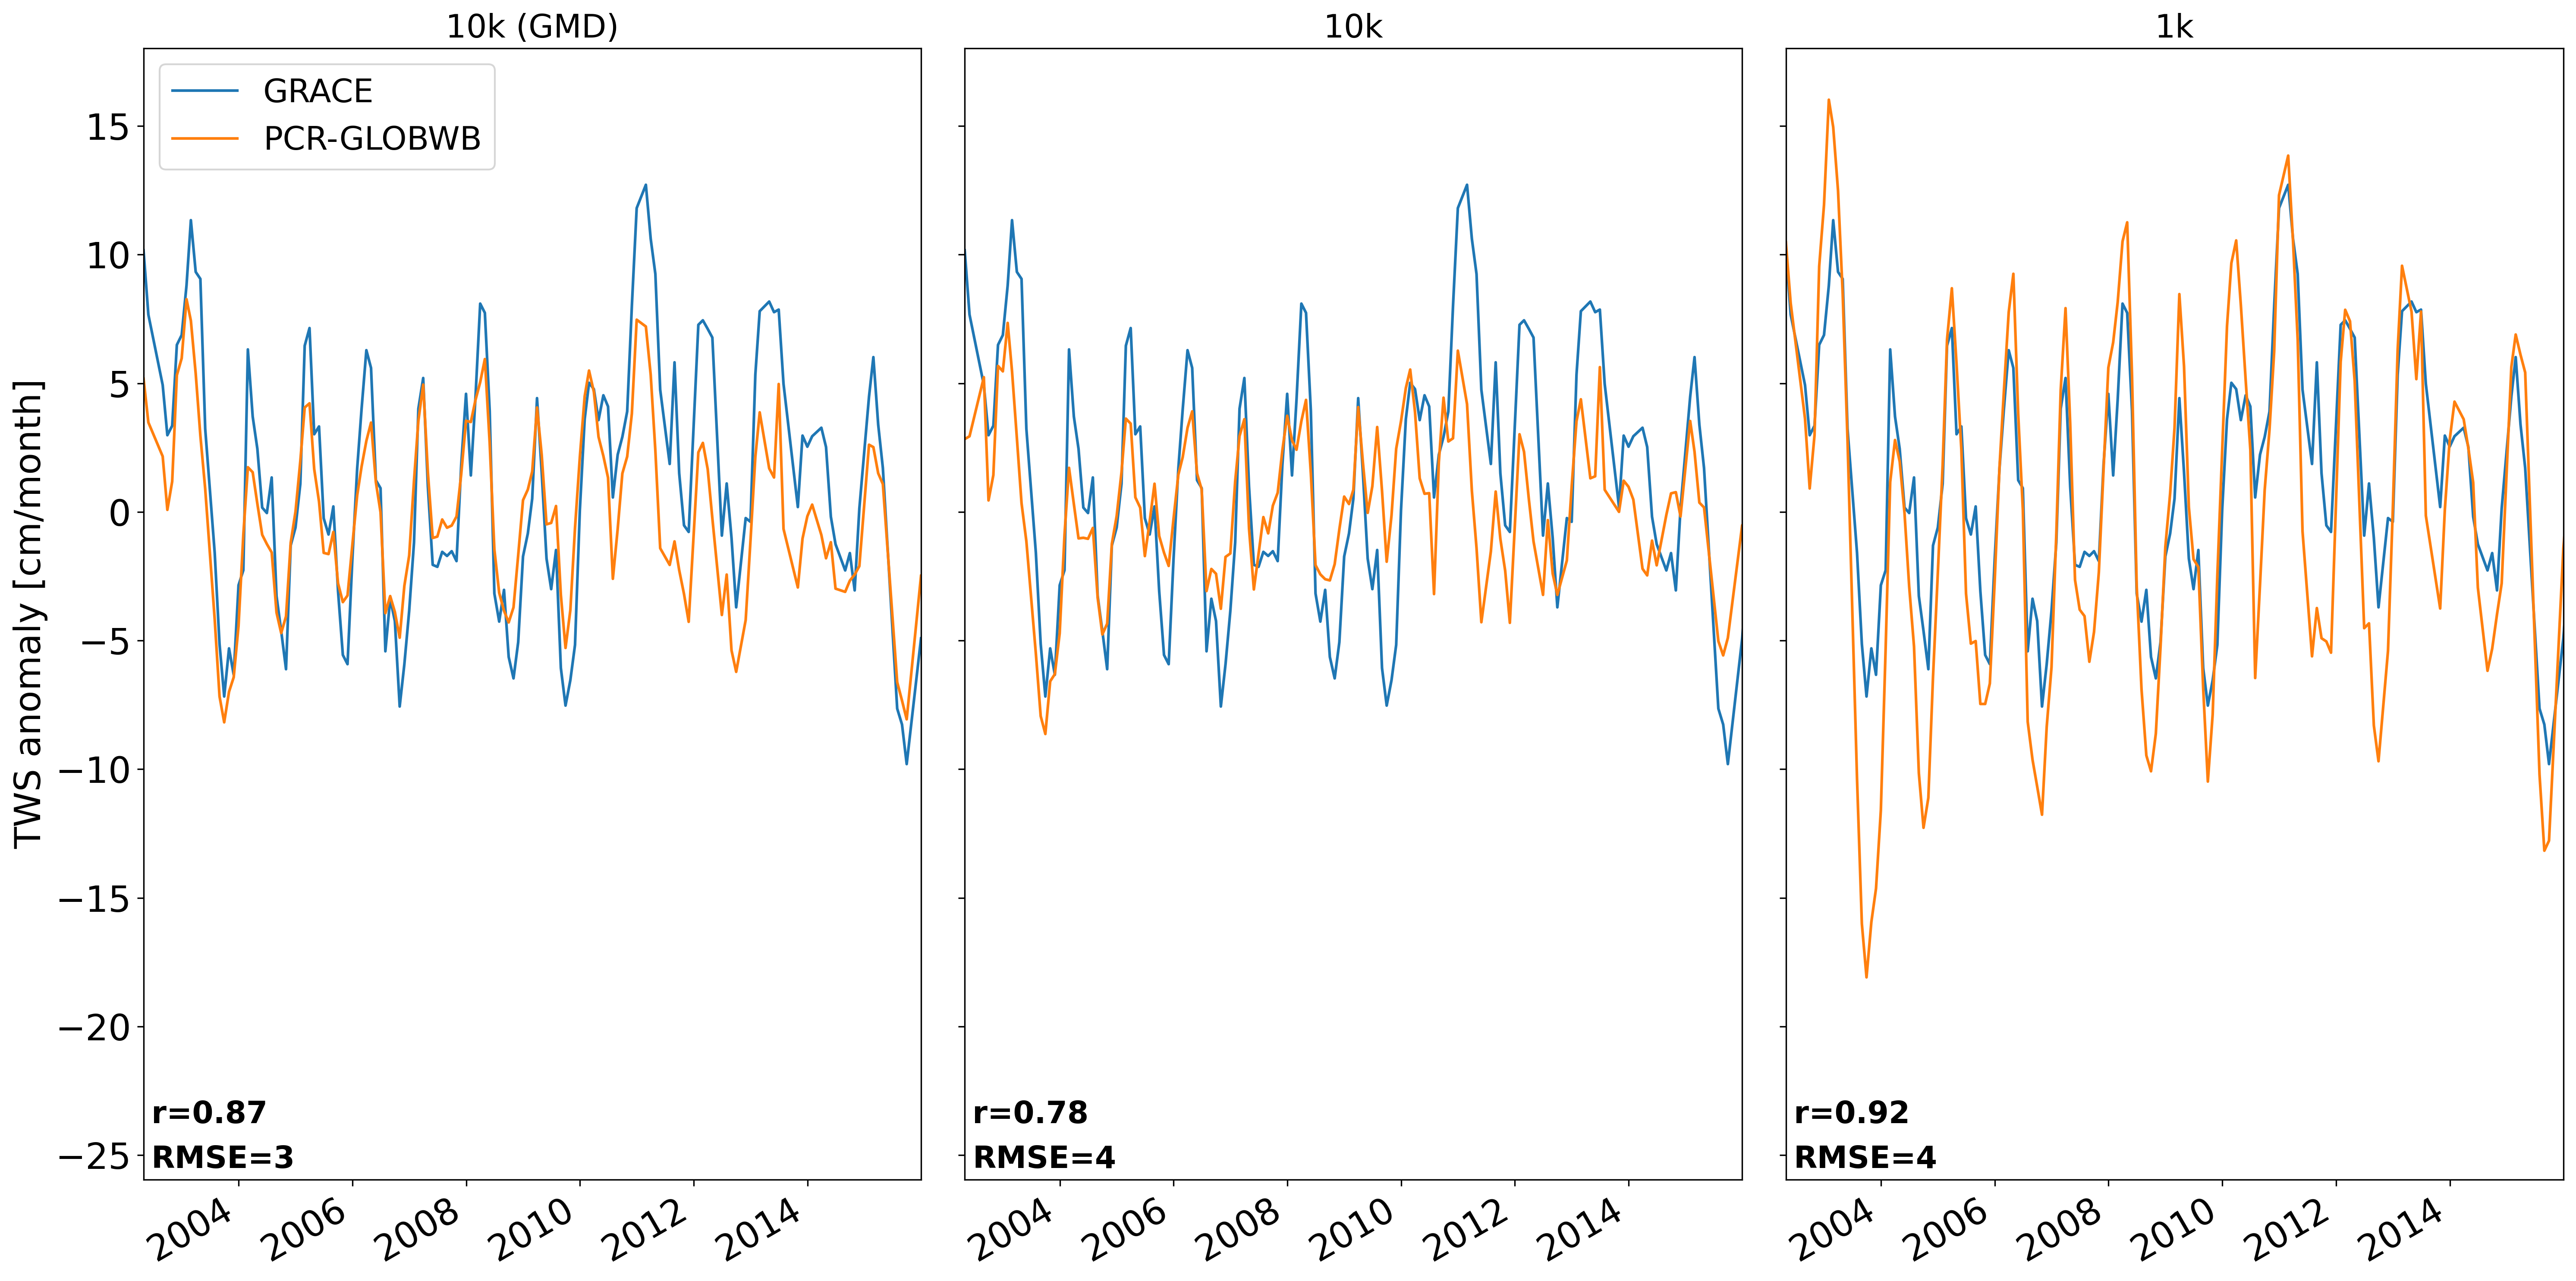 10k (GMD)
10k
1k
GRACE
PCR-GLOBWB
TWS anomaly [cm/month]
15
10
5
0
−5
−10
−15
−20
−25
r=0.87
RMSE=3
r=0.78
RMSE=4
r=0.92
RMSE=4
2004 2006 2008 2010 2012 2014
2004 2006 2008 2010 2012 2014
2004 2006 2008 2010 2012 2014